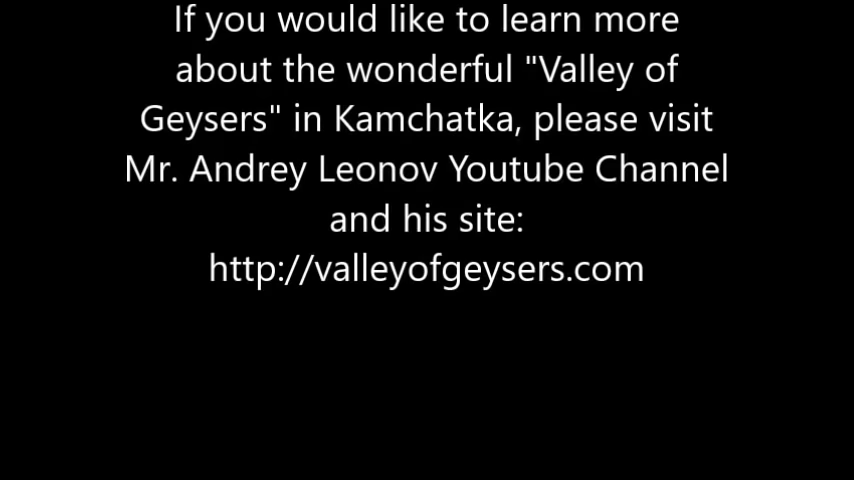 If you would like to learn more
about the wonderful "Valley of
Geysers" in Kamchatka, please visit
Mr. Andrey Leonov Youtube Channel
and his site:
http://valleyofgeysers.com